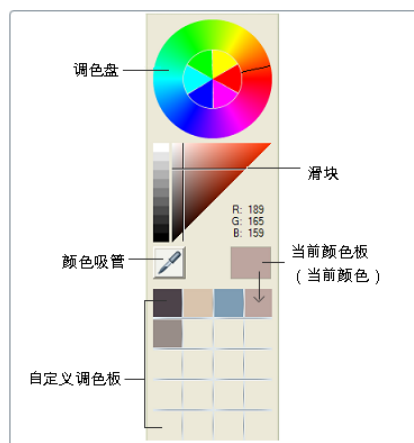 调色盘
滑块
R: 189
G: 165
B: 159
颜色吸管
当前颜色板
（当前颜色）
自定义调色板